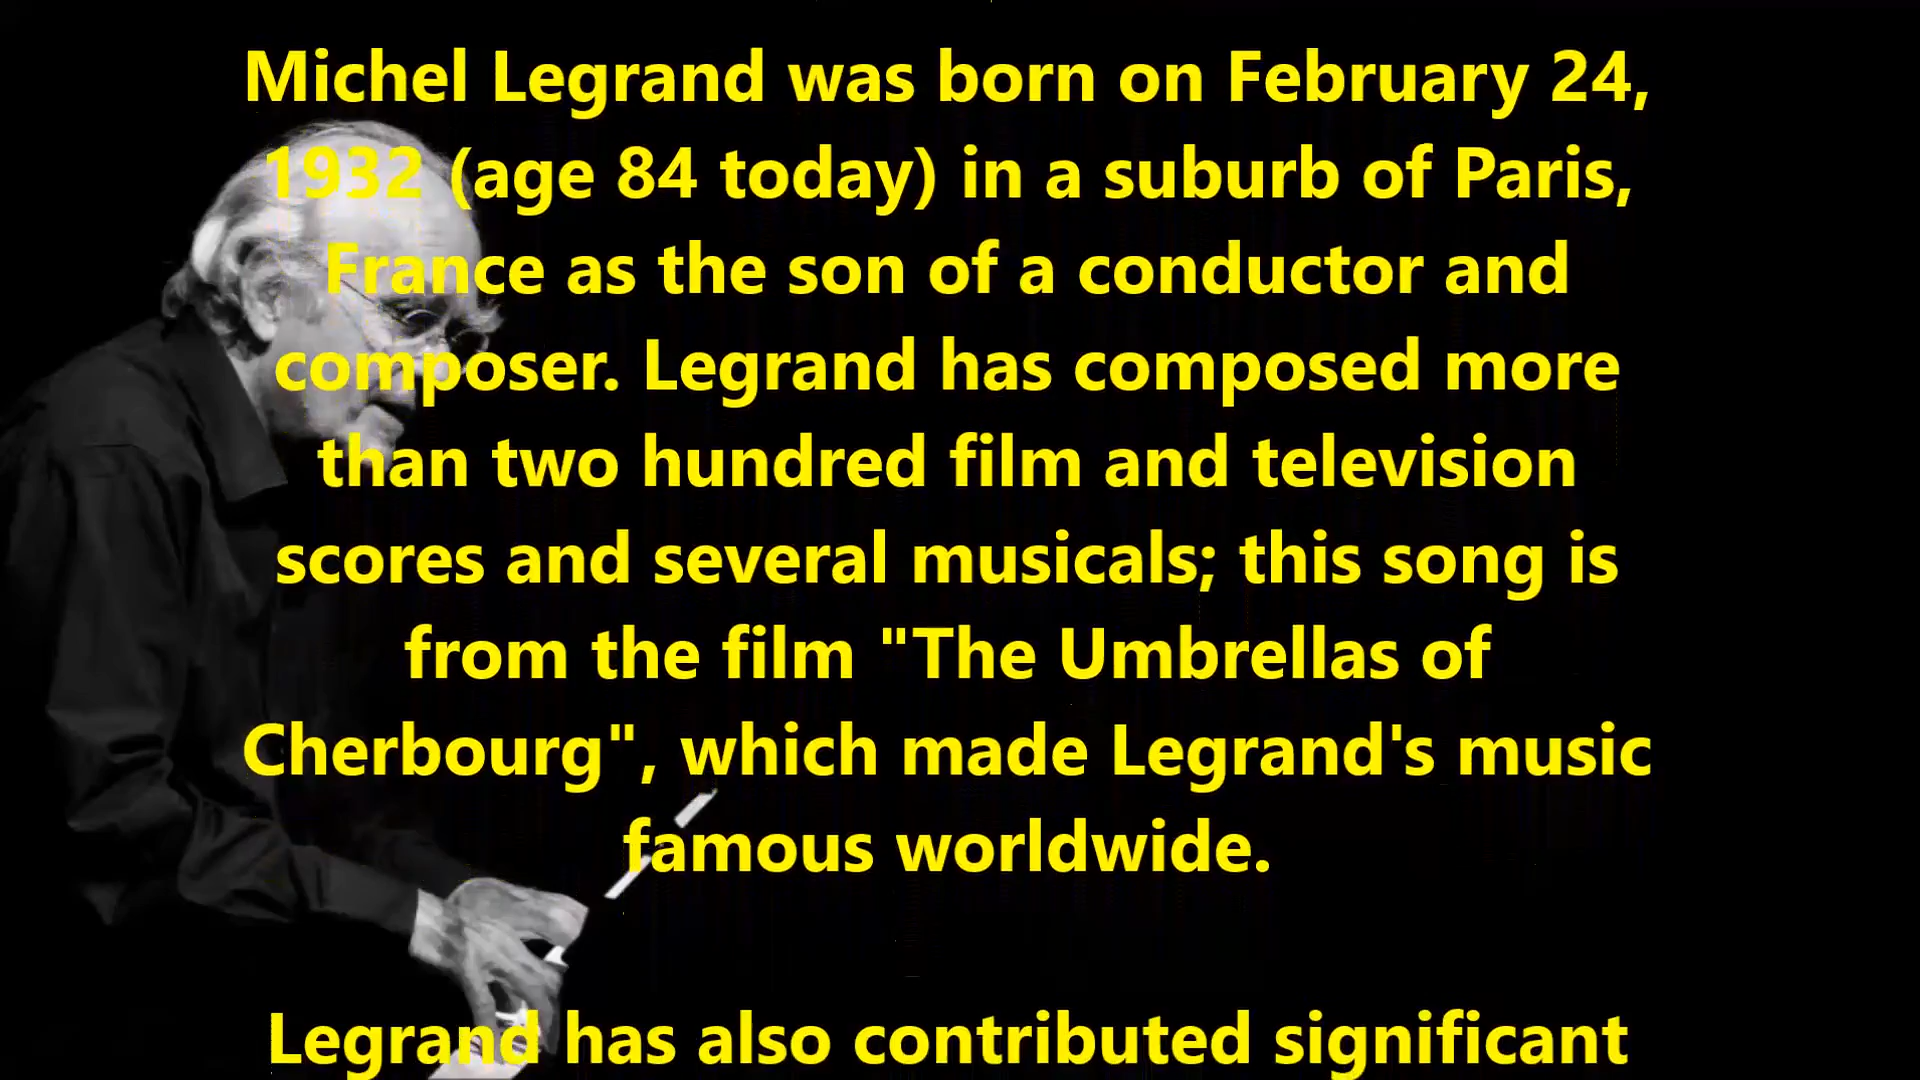 Michel Legrand was born on February 24,
1932 (age 84 today) in a suburb of Paris,
France as the son of a conductor and
composer. Legrand has composed more
than two hundred film and television
scores and several musicals; this song is
from the film "The Umbrellas of
Cherbourg", which made Legrand's music
famous worldwide.
Legrand has also contributed significant